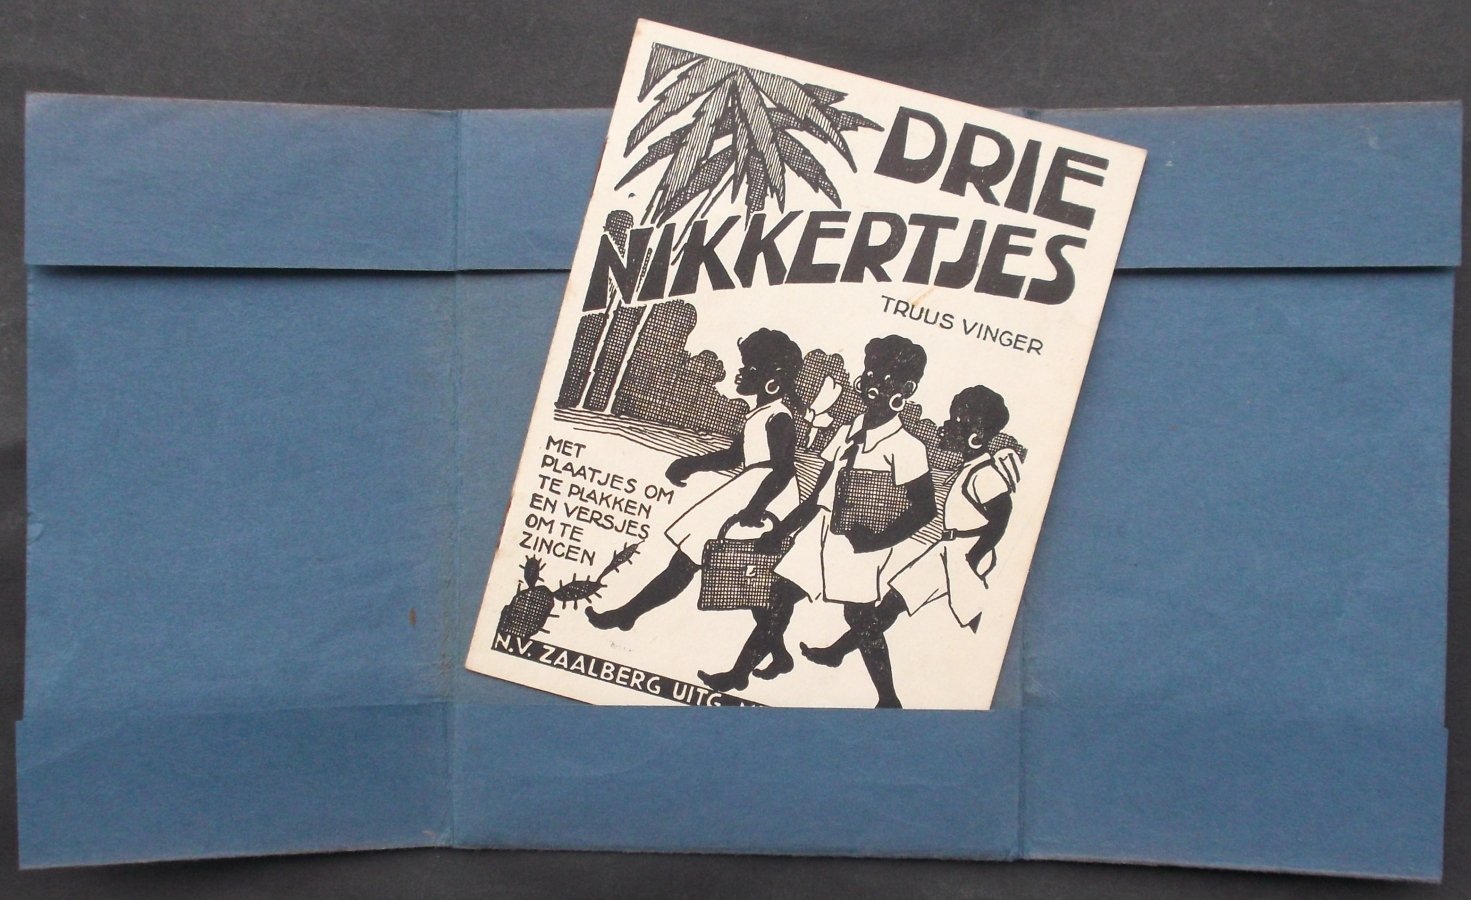 DRIE
NIKKERTJES
TRUUS VINGER
MET
PLAATJES OM
TE PLAKKEN
EN VERSJES
OM TE
ZINGEN
N.V. ZAALBERG UITG